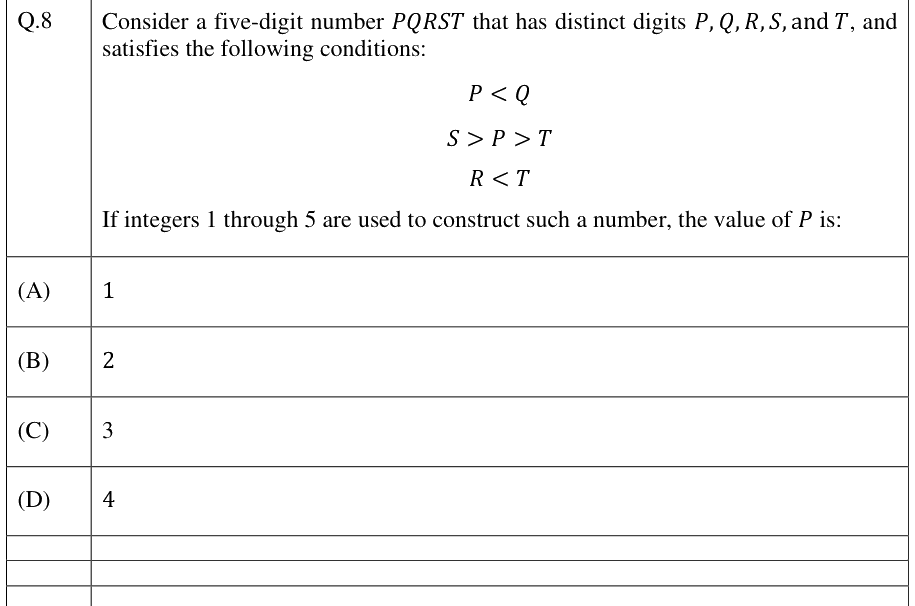 Q.8 Consider a five-digit number PQRST that has distinct digits P, Q, R, S, and T, and
satisfies the following conditions:
P < Q
S > P > T
R < T
If integers 1 through 5 are used to construct such a number, the value of P is:
(A) 1
(B) 2
(C) 3
(D) 4